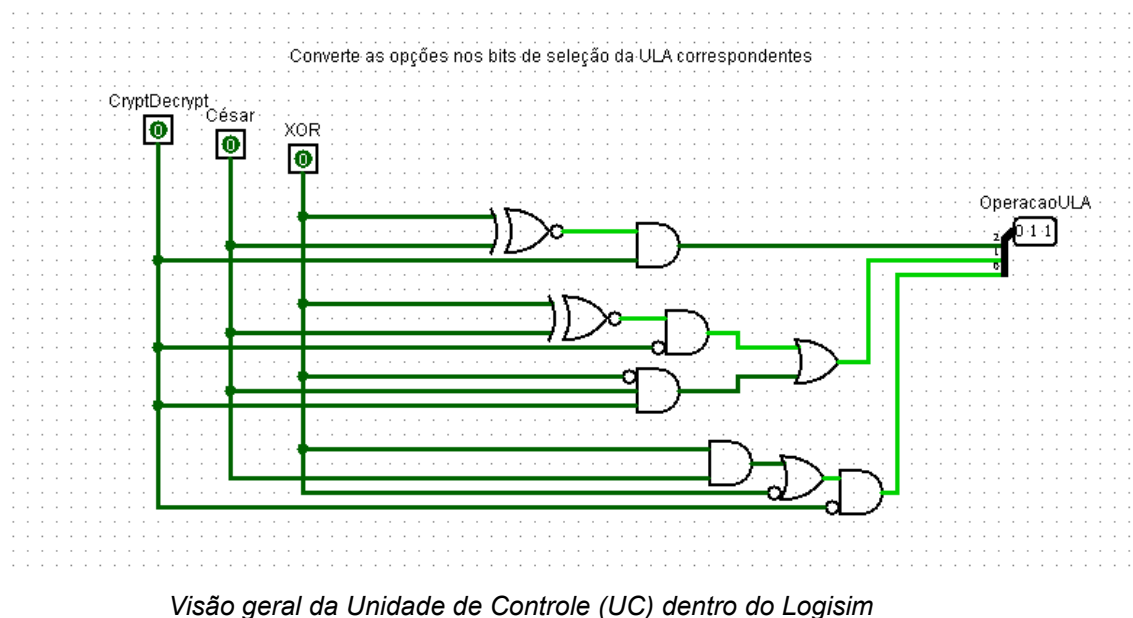 Converte as opções nos bits de seleção da ULA correspondentes
CryptDecrypt
César
XOR
0
0
0
OperacaoULA
0 1 1
2
1
0
Visão geral da Unidade de Controle (UC) dentro do Logisim